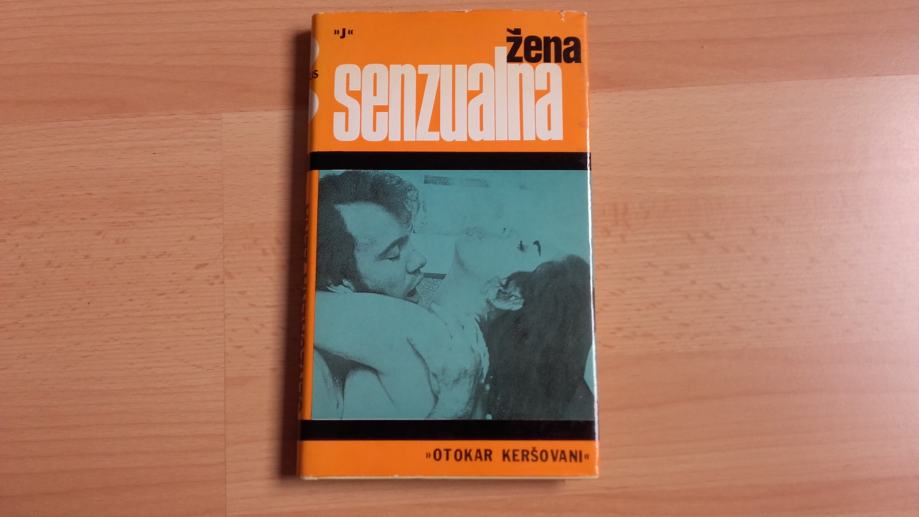 »J«
žena
senzualna
»OTOKAR KERŠOVANI«